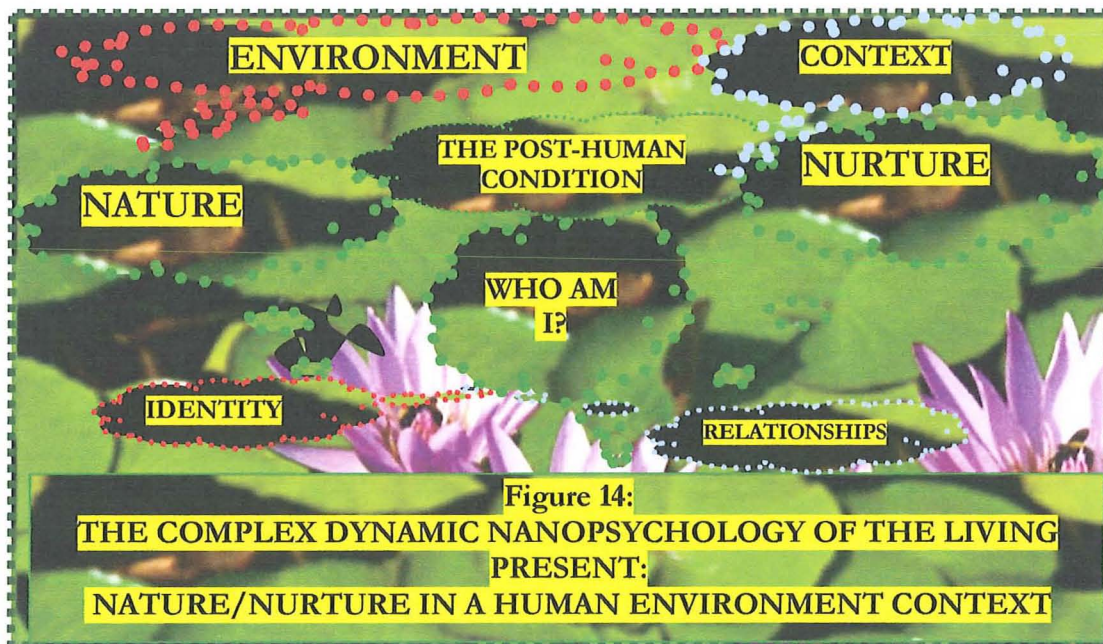 ENVIRONMENT
CONTEXT
THE POST-HUMAN
CONDITION
NATURE
NURTURE
WHO AM
I?
IDENTITY
RELATIONSHIPS
Figure 14:
THE COMPLEX DYNAMIC NANOPSYCHOLOGY OF THE LIVING
PRESENT:
NATURE/NURTURE IN A HUMAN ENVIRONMENT CONTEXT